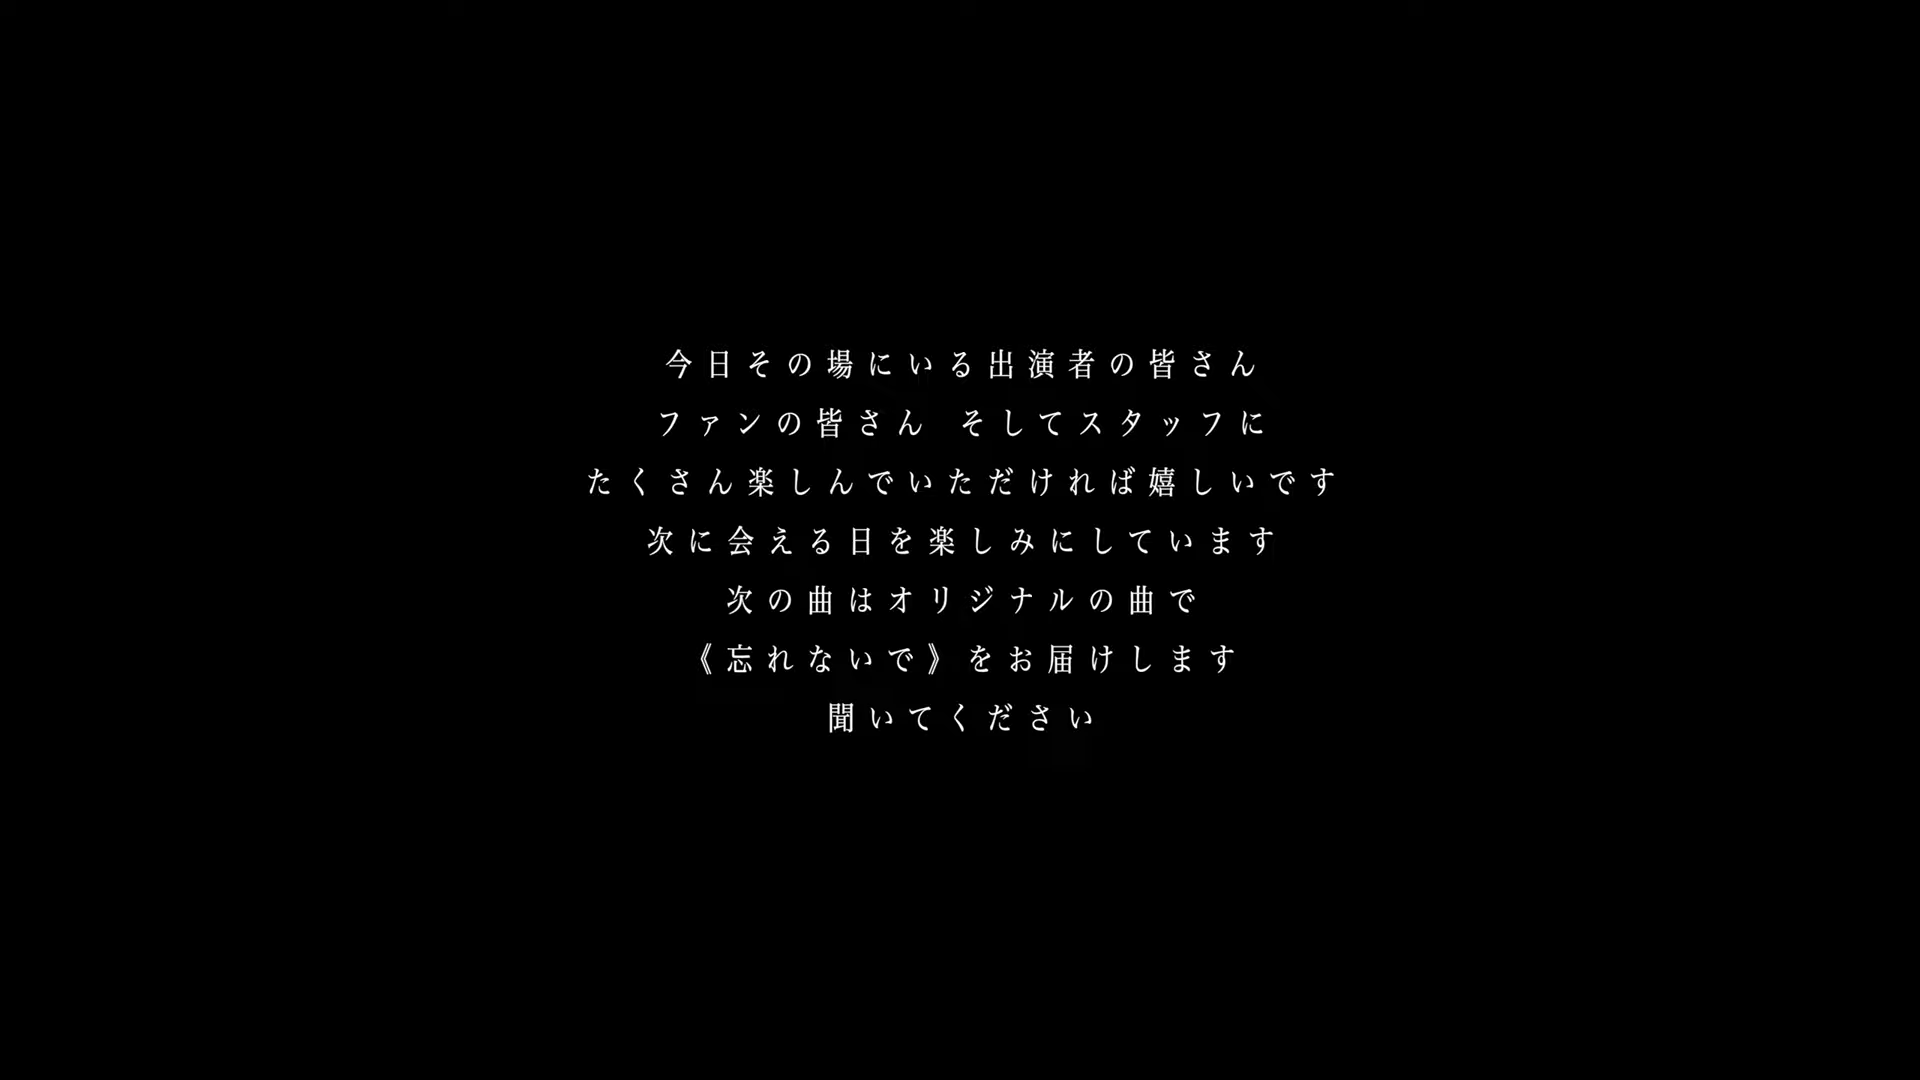 今日その場にいる出演者の皆さん
ファンの皆さん そしてスタッフに
たくさん楽しんでいただければ嬉しいです
次に会える日を楽しみにしています
次の曲はオリジナルの曲で
《忘れないで》をお届けします
聞いてください